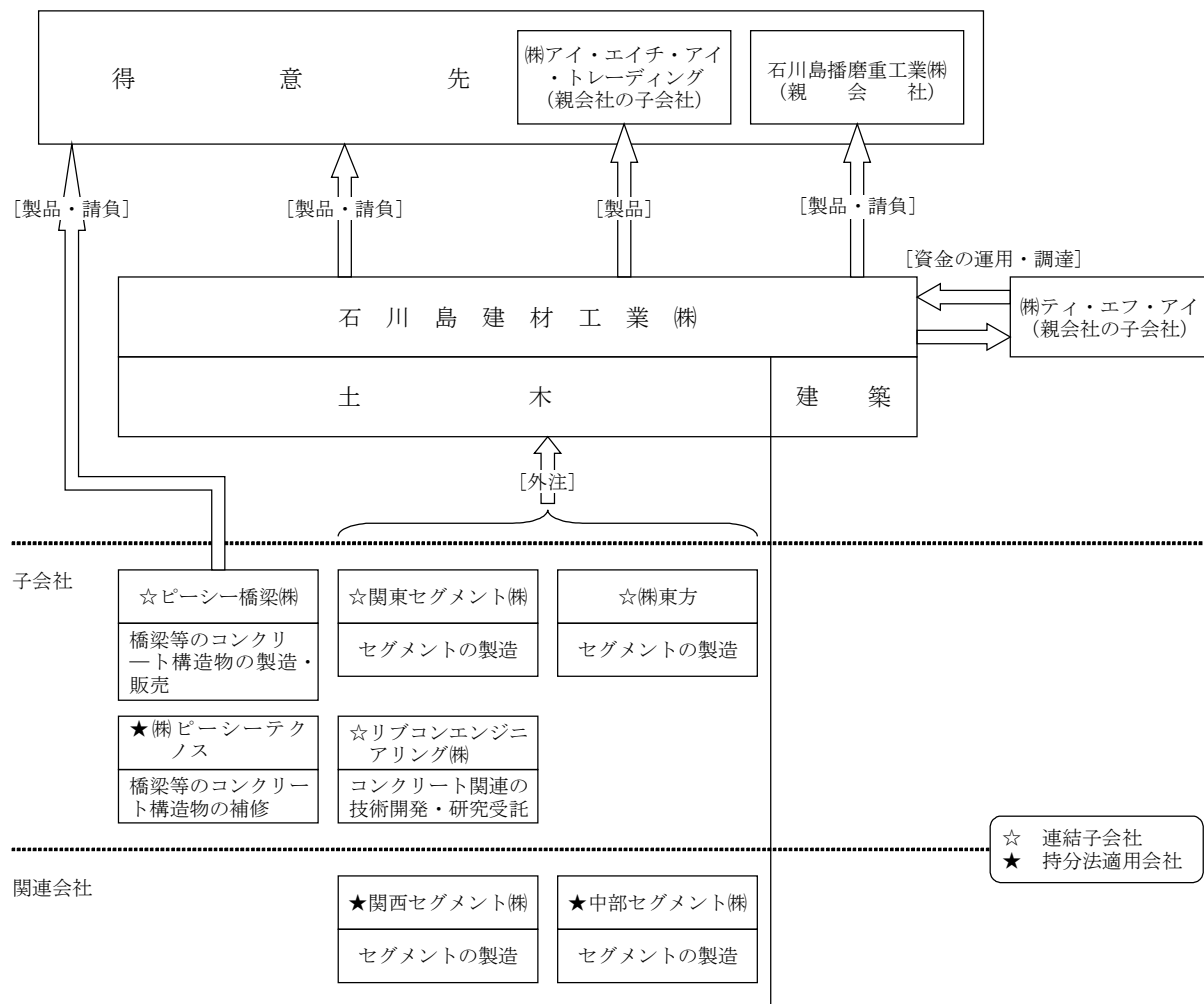 得意先
㈱アイ・エイチ・アイ
・トレーディング
(親会社の子会社)
石川島播磨重工業㈱
(親会社)
[製品・請負]
[製品・請負]
[製品]
[製品・請負]
[資金の運用・調達]
石川島建材工業㈱
㈱ティ・エフ・アイ
(親会社の子会社)
土木
建築
[外注]
子会社
☆ピーシー橋梁㈱
橋梁等のコンクリ
ート構造物の製造・
販売
☆関東セグメント㈱
セグメントの製造
☆㈱東方
セグメントの製造
★㈱ピーシーテク
ノス
橋梁等のコンクリー
ト構造物の補修
☆リブコンエンジニ
アリング㈱
コンクリート関連の
技術開発・研究受託
☆ 連結子会社
★ 持分法適用会社
関連会社
★関西セグメント㈱
セグメントの製造
★中部セグメント㈱
セグメントの製造